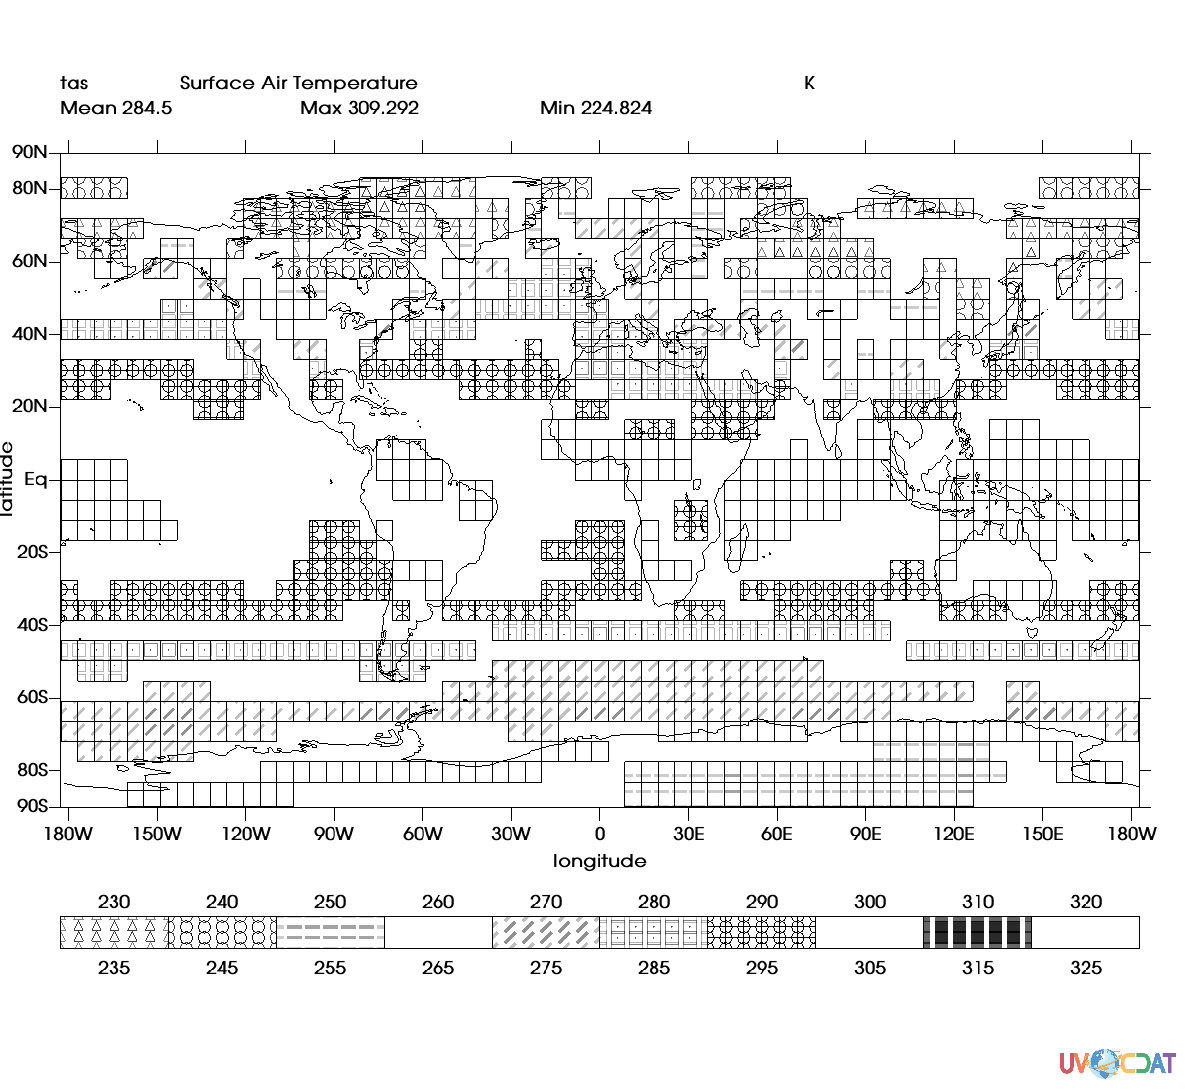 tas Surface Air Temperature K
Mean 284.5 Max 309.292 Min 224.824
90N
80N
60N
40N
20N
Eq
20S
40S
60S
80S
90S
latitude
180W 150W 120W 90W 60W 30W 0 30E 60E 90E 120E 150E 180W
longitude
230 240 250 260 270 280 290 300 310 320
235 245 255 265 275 285 295 305 315 325
UV CDAT